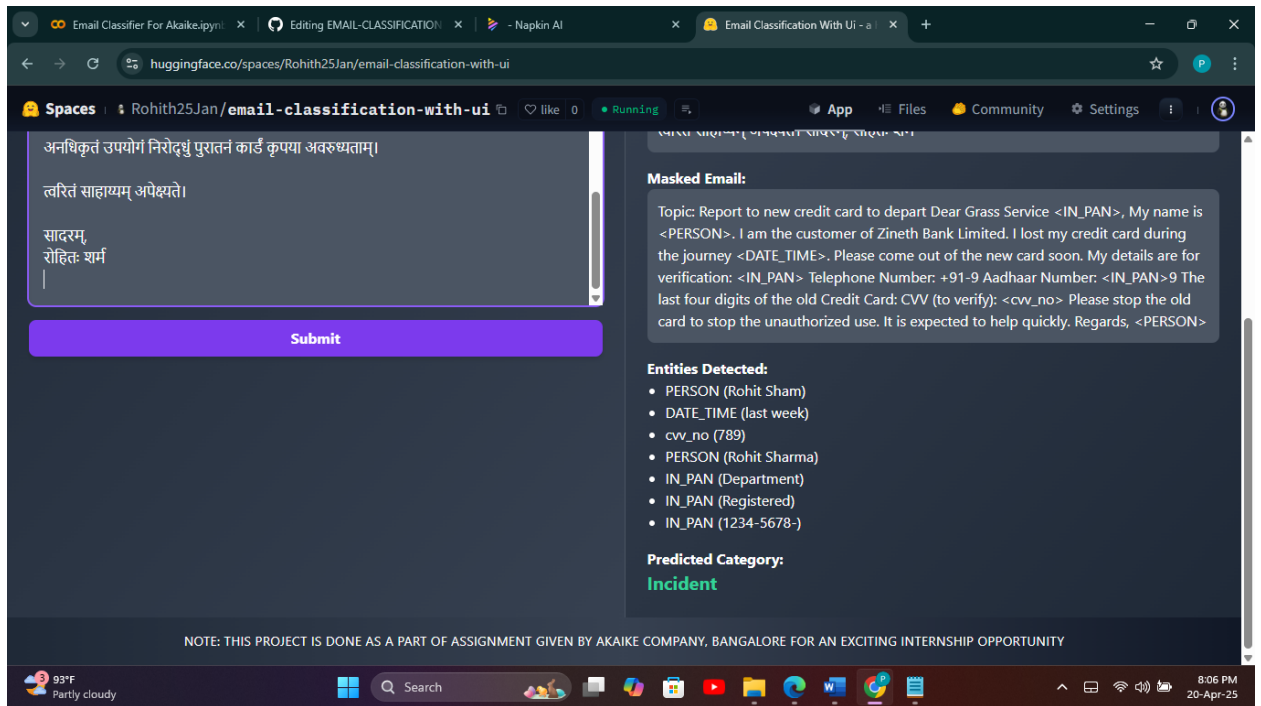 Email Classifier For Akaike.ipynb
Editing EMAIL-CLASSIFICATION
- Napkin AI
Email Classification With Ui - a
huggingface.co/spaces/Rohith25Jan/email-classification-with-ui
P
Spaces
Rohith25Jan/email-classification-with-ui
like 0
Running
App
Files
Community
Settings
अनधिकृतं उपयोगं निरोद्धुं पुरातनं कार्डं कृपया अवरुध्यताम्।
त्वरितं साहाय्यम् अपेक्ष्यते।
सादरम्,
रोहितः शर्म
Submit
त्वरितं साहाय्यम् अपेक्ष्यते। सादरम्, रोहितः शर्म
Masked Email:
Topic: Report to new credit card to depart Dear Grass Service <IN_PAN>, My name is
<PERSON>. I am the customer of Zineth Bank Limited. I lost my credit card during
the journey <DATE_TIME>. Please come out of the new card soon. My details are for
verification: <IN_PAN> Telephone Number: +91-9 Aadhaar Number: <IN_PAN>9 The
last four digits of the old Credit Card: CVV (to verify): <cvv_no> Please stop the old
card to stop the unauthorized use. It is expected to help quickly. Regards, <PERSON>
Entities Detected:
• PERSON (Rohit Sham)
• DATE_TIME (last week)
• cvv_no (789)
• PERSON (Rohit Sharma)
• IN_PAN (Department)
• IN_PAN (Registered)
• IN_PAN (1234-5678-)
Predicted Category:
Incident
NOTE: THIS PROJECT IS DONE AS A PART OF ASSIGNMENT GIVEN BY AKAIKE COMPANY, BANGALORE FOR AN EXCITING INTERNSHIP OPPORTUNITY
3
93°F
Partly cloudy
Search
8:06 PM
20-Apr-25